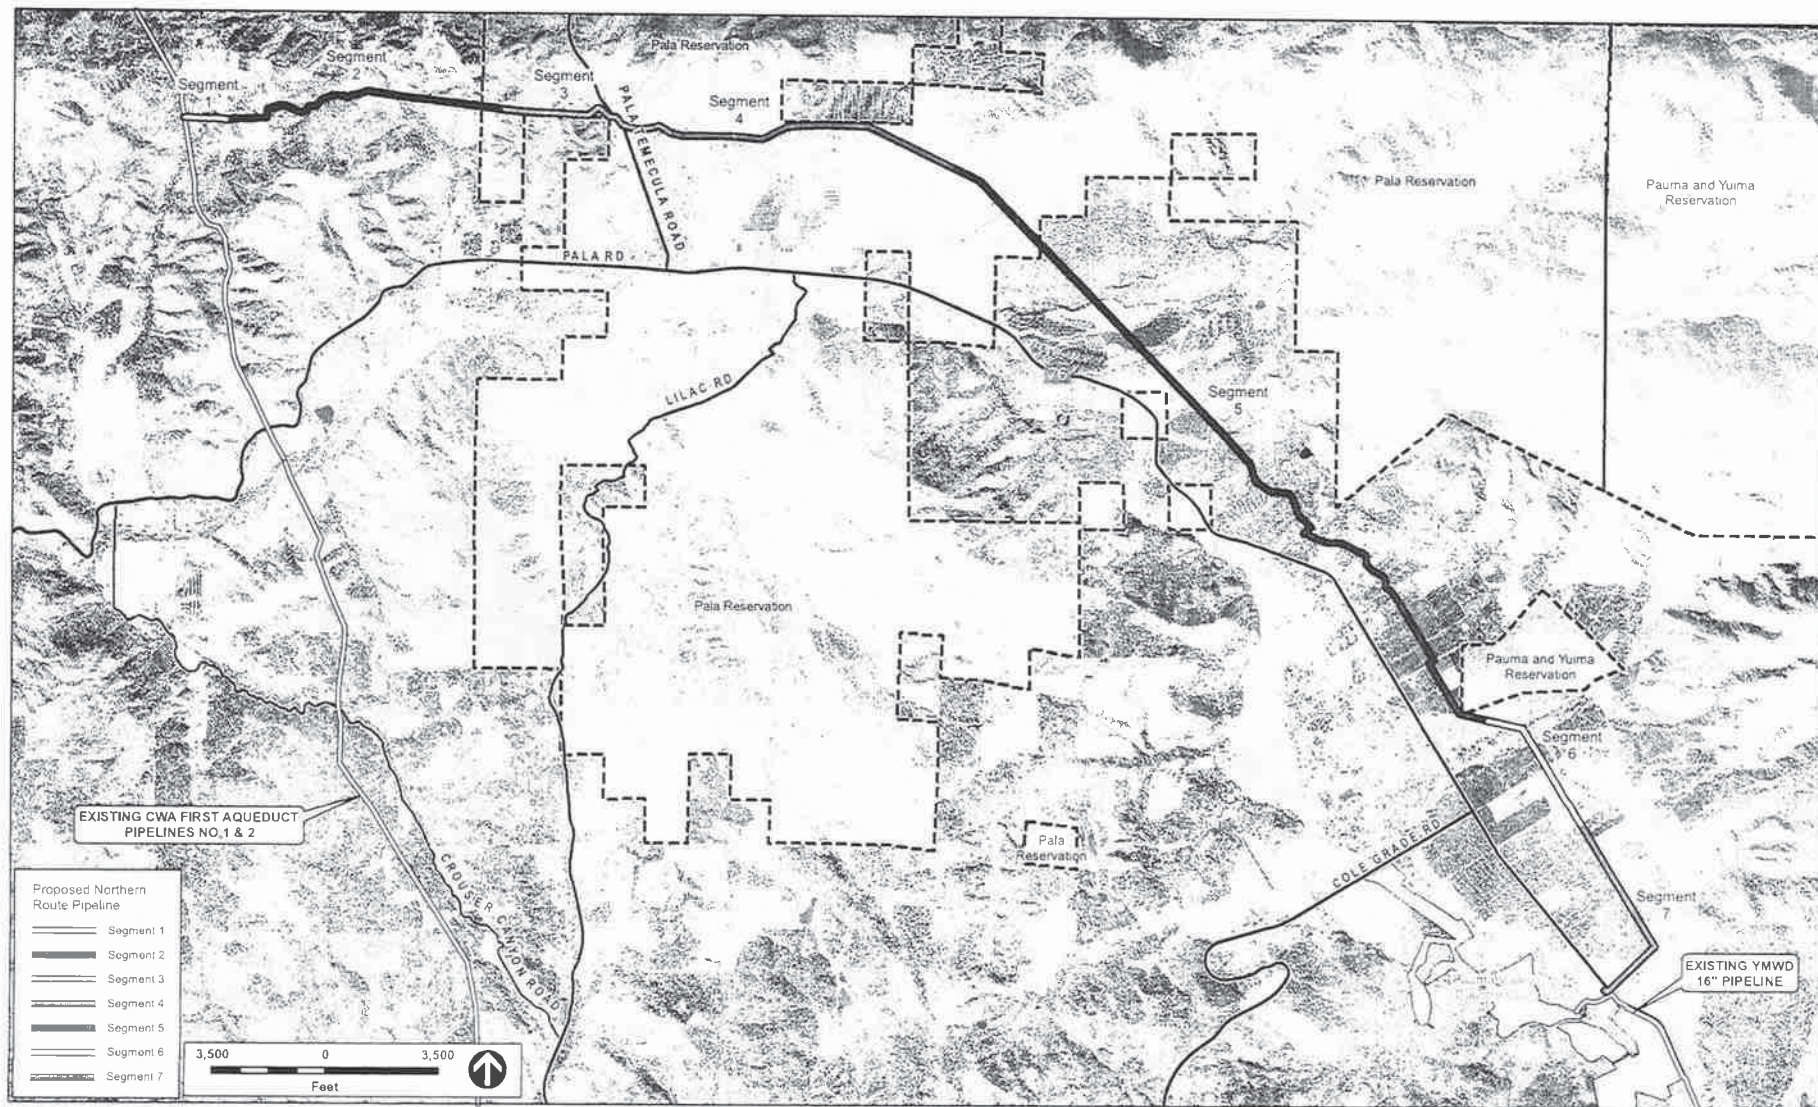 Segment
1
Segment
2
Segment
3
Pala Reservation
Segment
4
PALA TEMECULA ROAD
Pala Reservation
Pauma and Yuima
Reservation
PALA RD
LILAC RD
Segment
5
Pala Reservation
Pauma and Yuima
Reservation
Segment
6
EXISTING CWA FIRST AQUEDUCT
PIPELINES NO.1 & 2
Pala
Reservation
COLE GRADE RD
CROUSER CANYON RD
Segment
7
EXISTING YMWD
16" PIPELINE
Proposed Northern
Route Pipeline
Segment 1
Segment 2
Segment 3
Segment 4
Segment 5
Segment 6
Segment 7
3,500 0 3,500
Feet